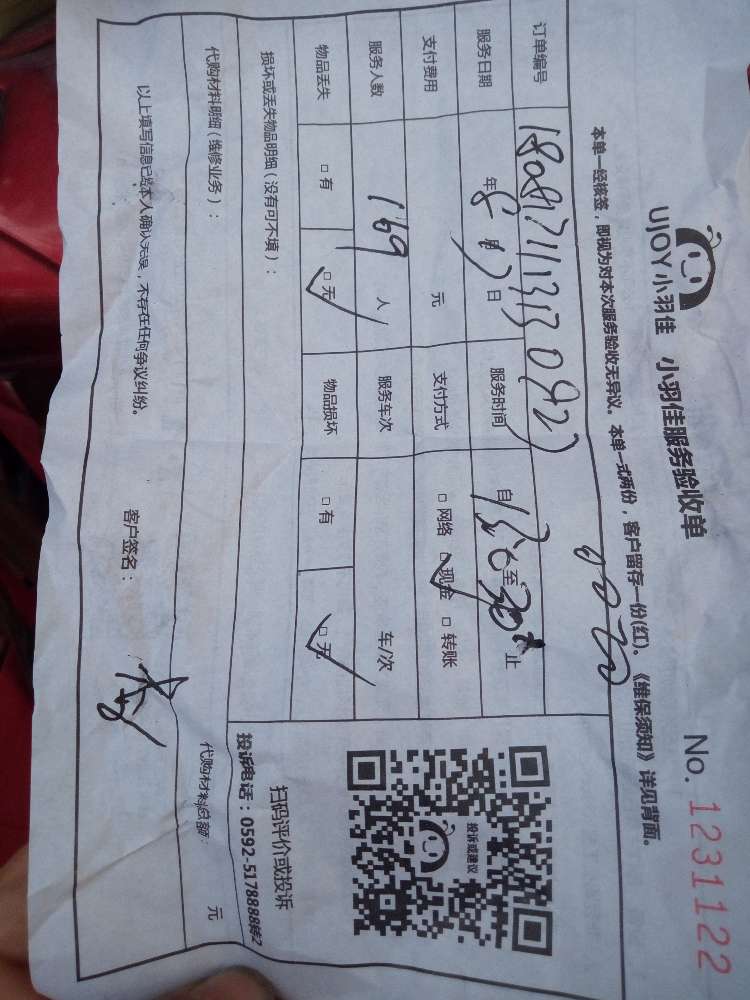 UJOY小羽佳 小羽佳服务验收单 No. 1231122
本单一经核签，即视为对本次服务验收无异议。本单一式两份，客户留存一份(红)。《维保须知》详见背面。
订单编号
服务日期 年 8 月 日 服务时间 自 至 止
支付费用 元 支付方式 □ 网络 □ 现金 □ 转账
服务人数 169 人 服务车次 车/次
物品丢失 □ 有 □ 无 物品损坏 □ 有 □ 无
损坏或丢失物品明细（没有可不填）：
代购材料明细（维修业务）： 代购材料总额： 元
以上填写信息已经本人确认无误，不存在任何争议纠纷。 客户签名：
投诉或建议
扫码评价或投诉
投诉电话：0592-5178888转2